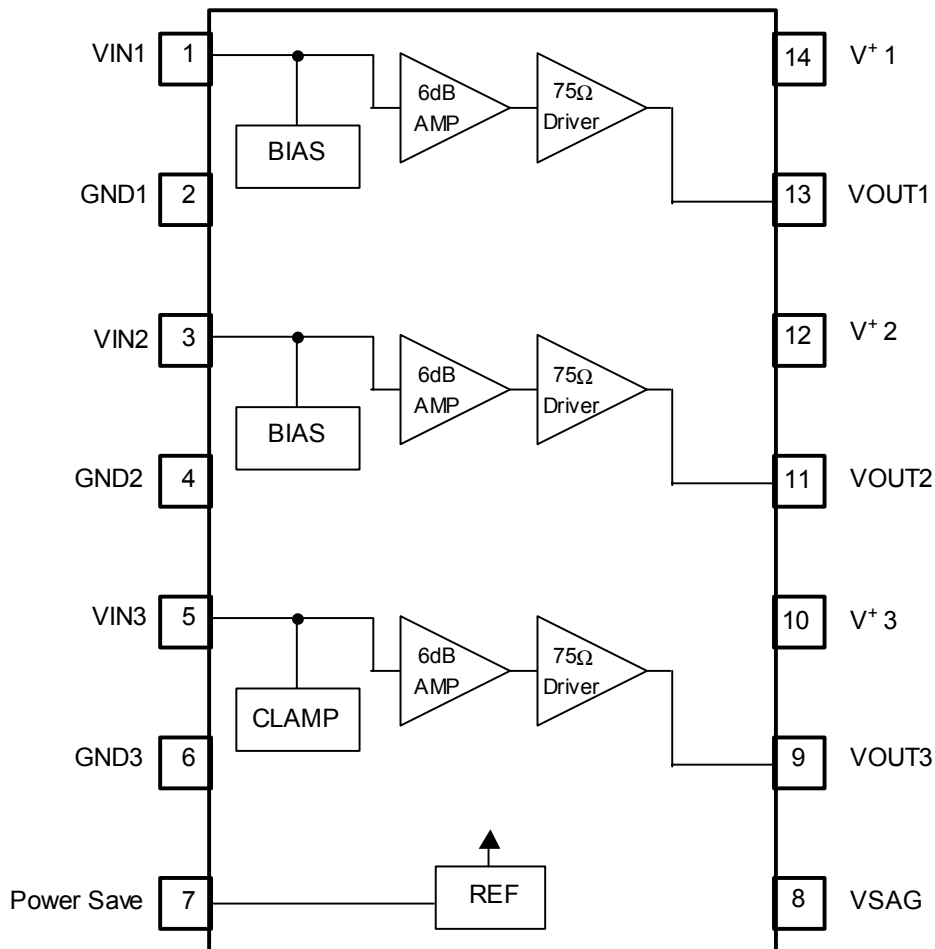 VIN1 1 14 V+ 1
6dB
AMP
75Ω
Driver
BIAS
GND1 2 13 VOUT1
VIN2 3 12 V+ 2
6dB
AMP
75Ω
Driver
BIAS
GND2 4 11 VOUT2
VIN3 5 10 V+ 3
6dB
AMP
75Ω
Driver
CLAMP
GND3 6 9 VOUT3
Power Save 7 REF 8 VSAG